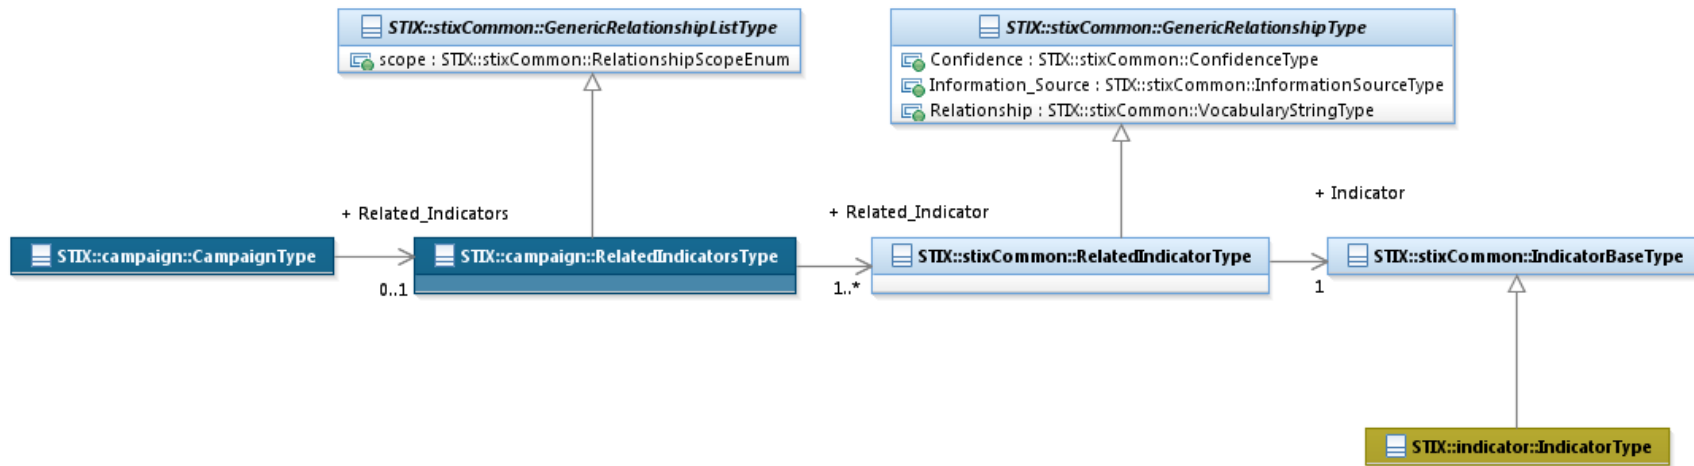 STIX::stixCommon::GenericRelationshipListType
scope : STIX::stixCommon::RelationshipScopeEnum
STIX::stixCommon::GenericRelationshipType
Confidence : STIX::stixCommon::ConfidenceType
Information_Source : STIX::stixCommon::InformationSourceType
Relationship : STIX::stixCommon::VocabularyStringType
+ Related_Indicators
+ Related_Indicator
+ Indicator
STIX::campaign::CampaignType
STIX::campaign::RelatedIndicatorsType
STIX::stixCommon::RelatedIndicatorType
STIX::stixCommon::IndicatorBaseType
0..1
1..*
1
STIX::indicator::IndicatorType